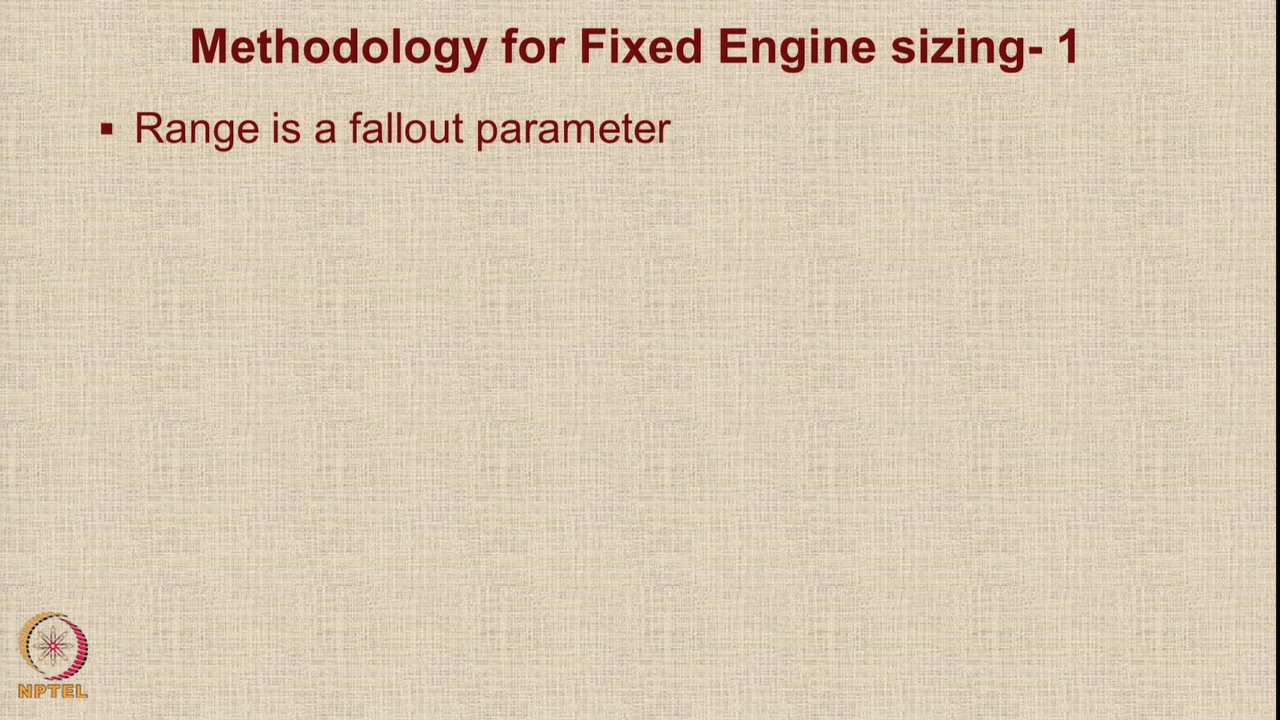 Methodology for Fixed Engine sizing- 1
▪ Range is a fallout parameter
NPTEL